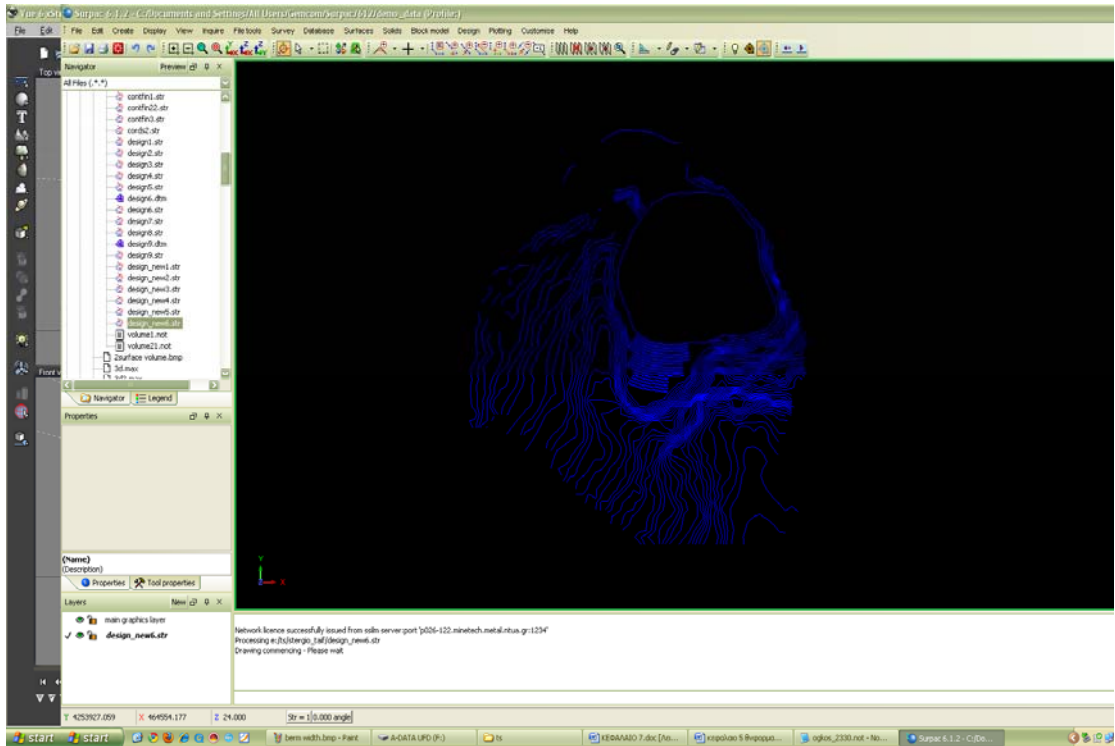 Surpac 6.1.2 - C:/Documents and Settings/All Users/Gemcom/Surpac/612/demo_data (Profile:)
File Edit
File Edit Create Display View Inquire File tools Survey Database Surfaces Solids Block model Design Plotting Customise Help
Top
Navigator Preview
All Files (*.*)
contfin1.str
contfin22.str
contfin3.str
cords2.str
design1.str
design2.str
design3.str
design4.str
design5.str
design6.dtm
design6.str
design7.str
design8.str
design9.dtm
design9.str
design_new1.str
design_new2.str
design_new3.str
design_new4.str
design_new5.str
design_new6.str
volume1.not
volume21.not
2surface volume.bmp
3d.max
Front
Navigator Legend
Properties
(Name)
(Description)
Properties Tool properties
Layers New
main graphics layer
design_new6.str
Y
X
Network licence successfully issued from sslm server:port 'p026-122.minetech.metal.ntua.gr:1234'
Processing e:/ts/stergio_taif/design_new6.str
Drawing commencing - Please wait
Y 4253927.059 X 464554.177 Z 24.000 Str = 1 0.000 angle
start start berm width.bmp - Paint A-DATA UFD (F:) ts ΚΕΦΑΛΑΙΟ 7.doc [Λο... ogkos_2330.not - No... Surpac 6.1.2 - C:/Do...